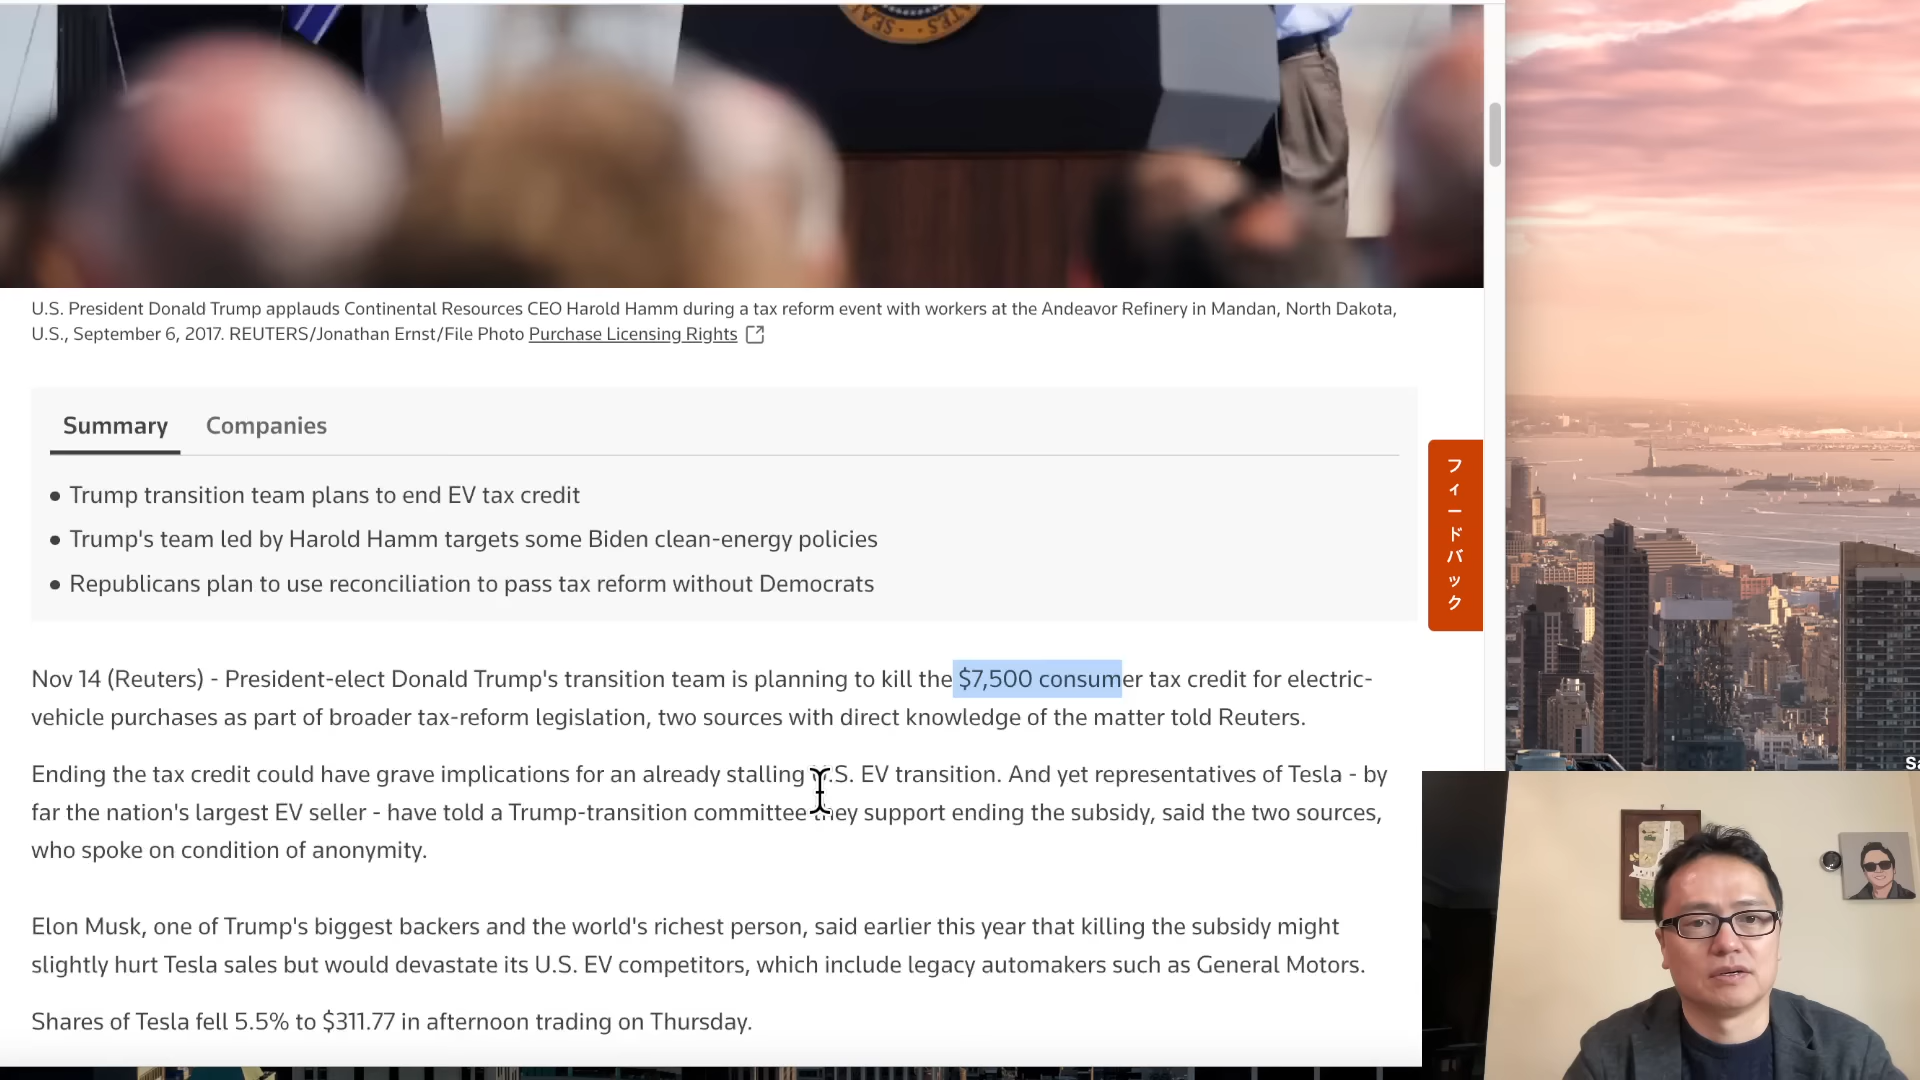 SEAL
STATES
U.S. President Donald Trump applauds Continental Resources CEO Harold Hamm during a tax reform event with workers at the Andeavor Refinery in Mandan, North Dakota,
U.S., September 6, 2017. REUTERS/Jonathan Ernst/File Photo Purchase Licensing Rights
Summary
Companies
• Trump transition team plans to end EV tax credit
• Trump's team led by Harold Hamm targets some Biden clean-energy policies
• Republicans plan to use reconciliation to pass tax reform without Democrats
フィードバック
Nov 14 (Reuters) - President-elect Donald Trump's transition team is planning to kill the $7,500 consumer tax credit for electric-
vehicle purchases as part of broader tax-reform legislation, two sources with direct knowledge of the matter told Reuters.
Ending the tax credit could have grave implications for an already stalling U.S. EV transition. And yet representatives of Tesla - by
far the nation's largest EV seller - have told a Trump-transition committee they support ending the subsidy, said the two sources,
who spoke on condition of anonymity.
Elon Musk, one of Trump's biggest backers and the world's richest person, said earlier this year that killing the subsidy might
slightly hurt Tesla sales but would devastate its U.S. EV competitors, which include legacy automakers such as General Motors.
Shares of Tesla fell 5.5% to $311.77 in afternoon trading on Thursday.